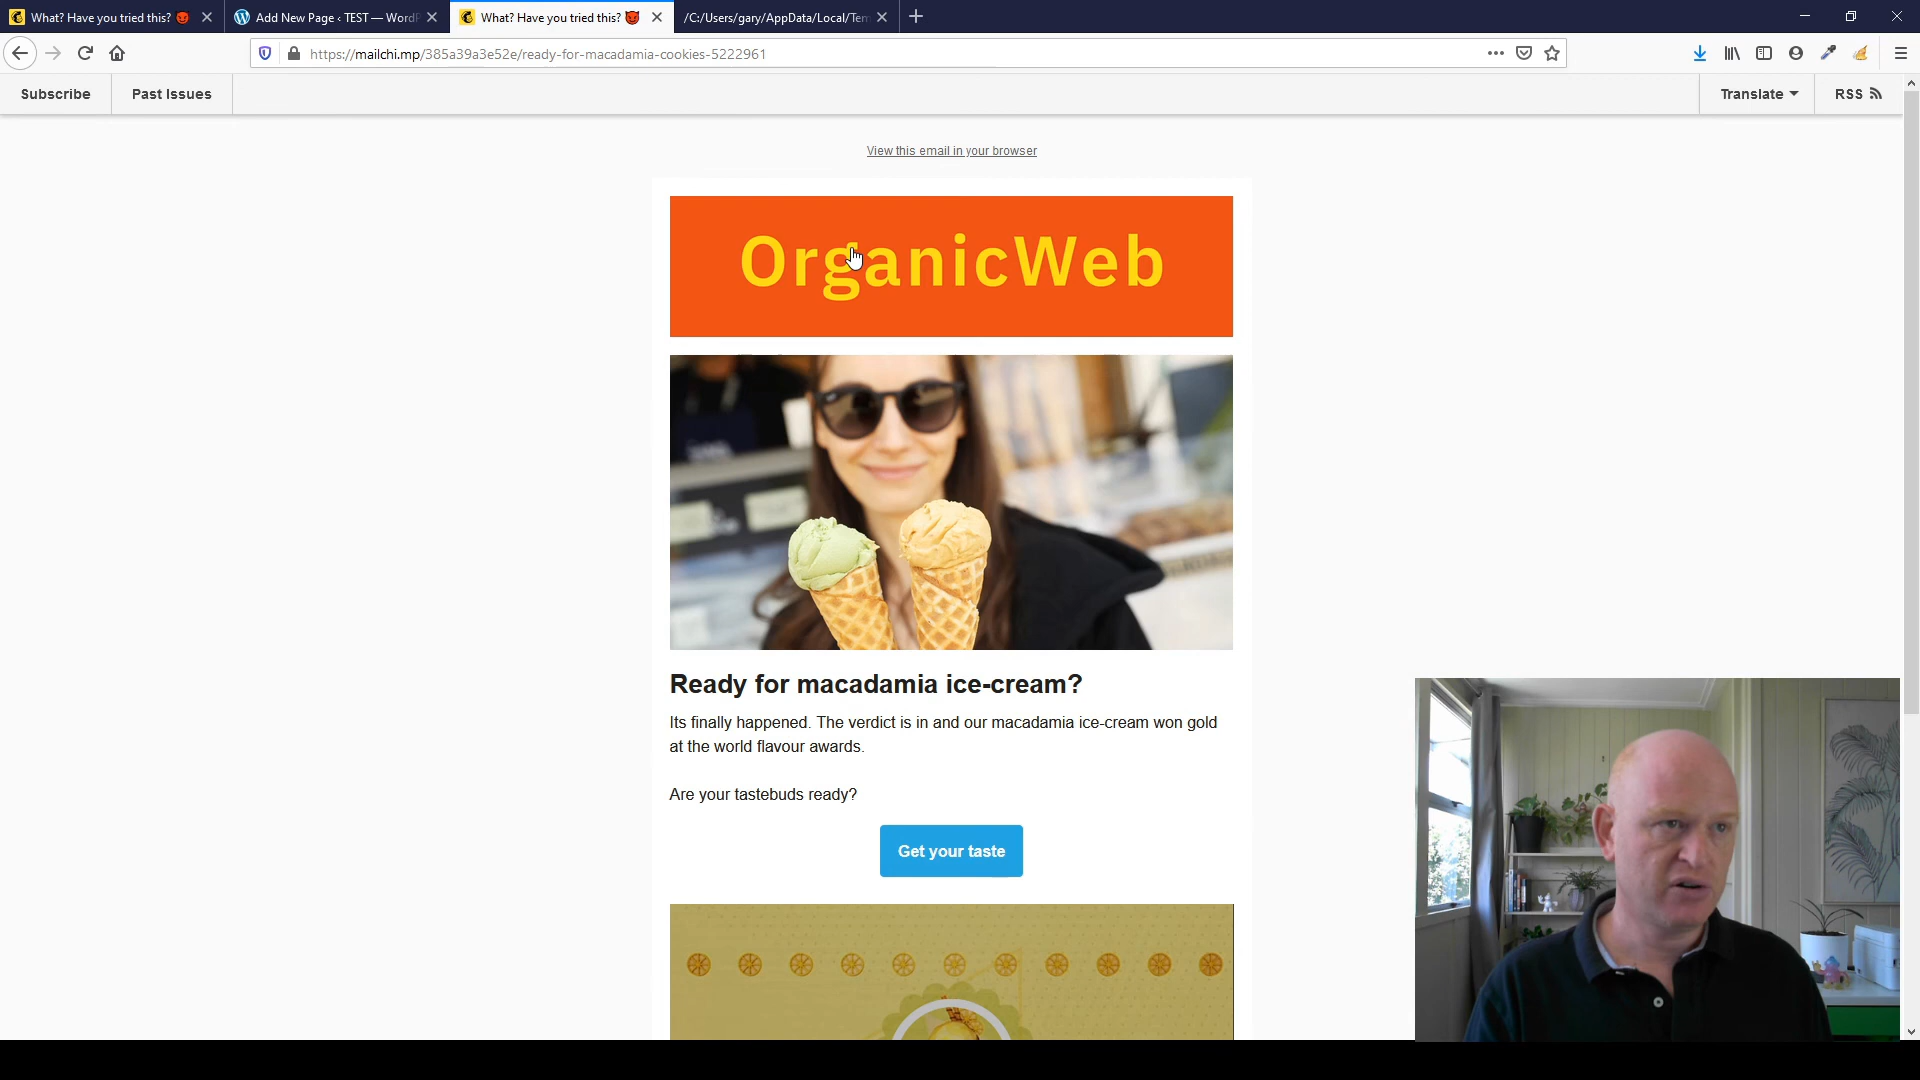 What? Have you tried this? 😈
Add New Page ‹ TEST — WordP
What? Have you tried this? 😈
/C:/Users/gary/AppData/Local/Tem
https://mailchi.mp/385a39a3e52e/ready-for-macadamia-cookies-5222961
Subscribe
Past Issues
Translate
RSS
View this email in your browser
OrganicWeb
Ready for macadamia ice-cream?
Its finally happened. The verdict is in and our macadamia ice-cream won gold
at the world flavour awards.
Are your tastebuds ready?
Get your taste